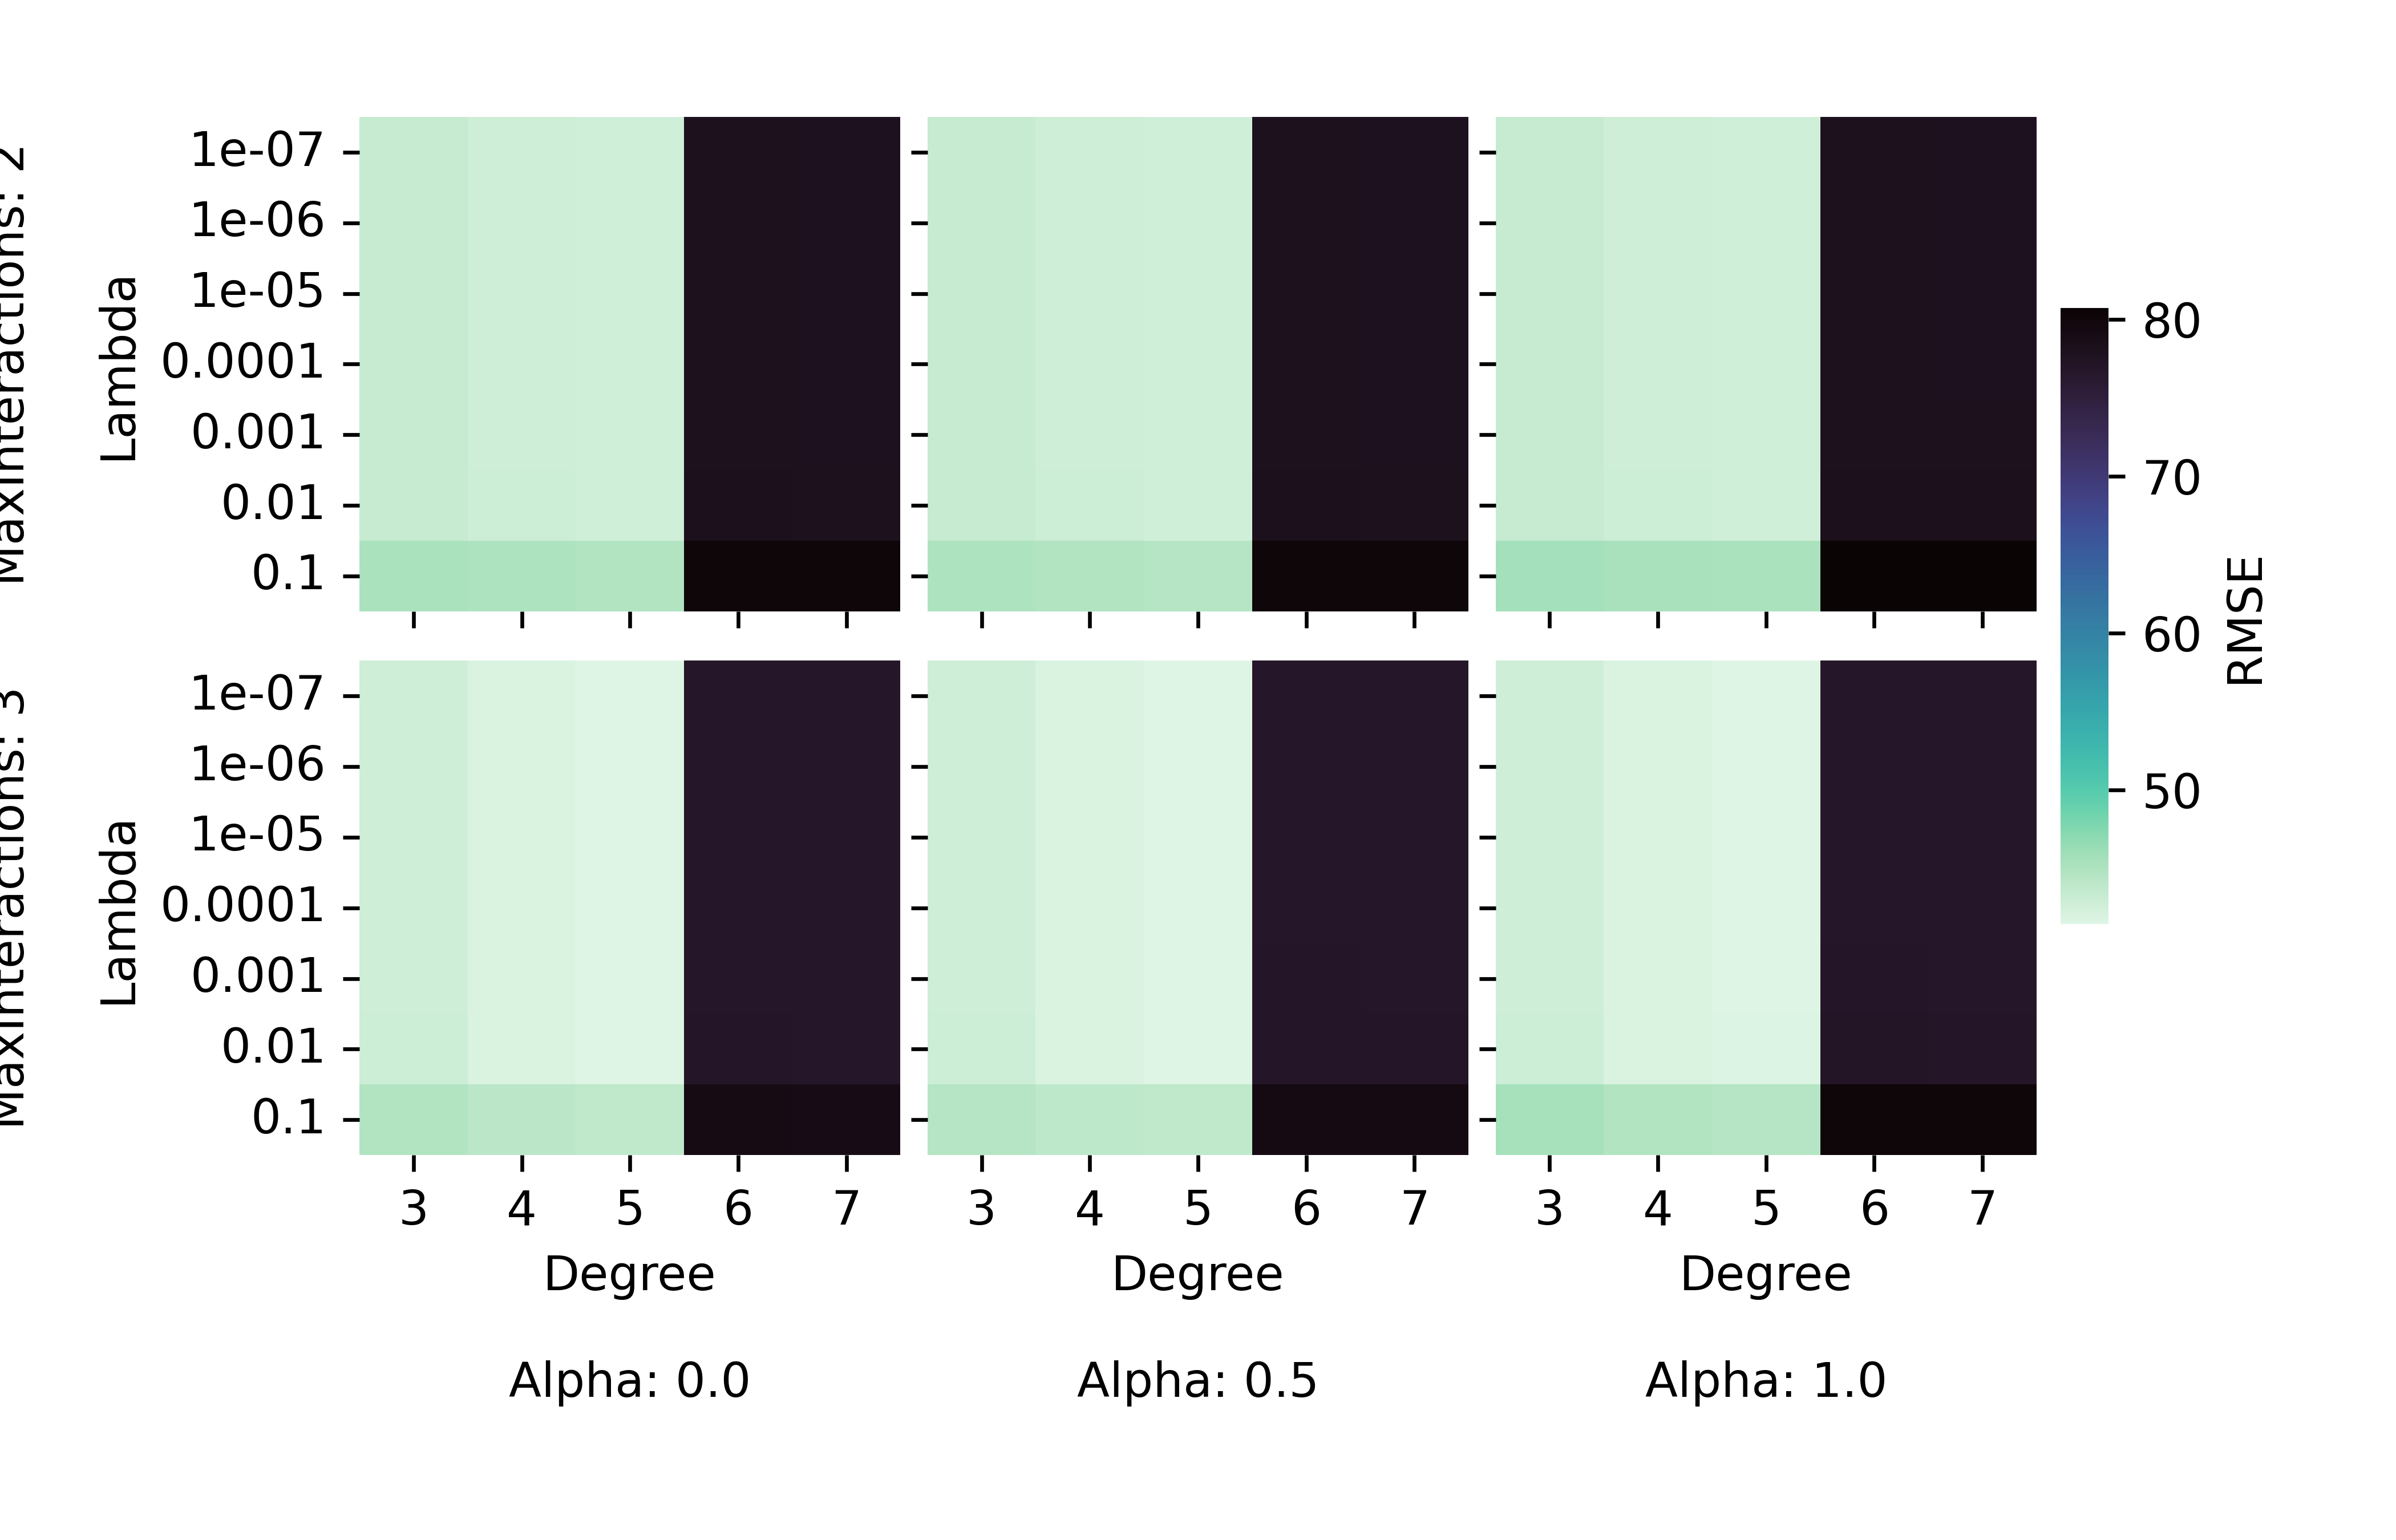 MaxInteractions: 2
Lambda
1e-07
1e-06
1e-05
0.0001
0.001
0.01
0.1
MaxInteractions: 3
Lambda
1e-07
1e-06
1e-05
0.0001
0.001
0.01
0.1
3 4 5 6 7
3 4 5 6 7
3 4 5 6 7
Degree
Degree
Degree
Alpha: 0.0
Alpha: 0.5
Alpha: 1.0
80
70
60
50
RMSE